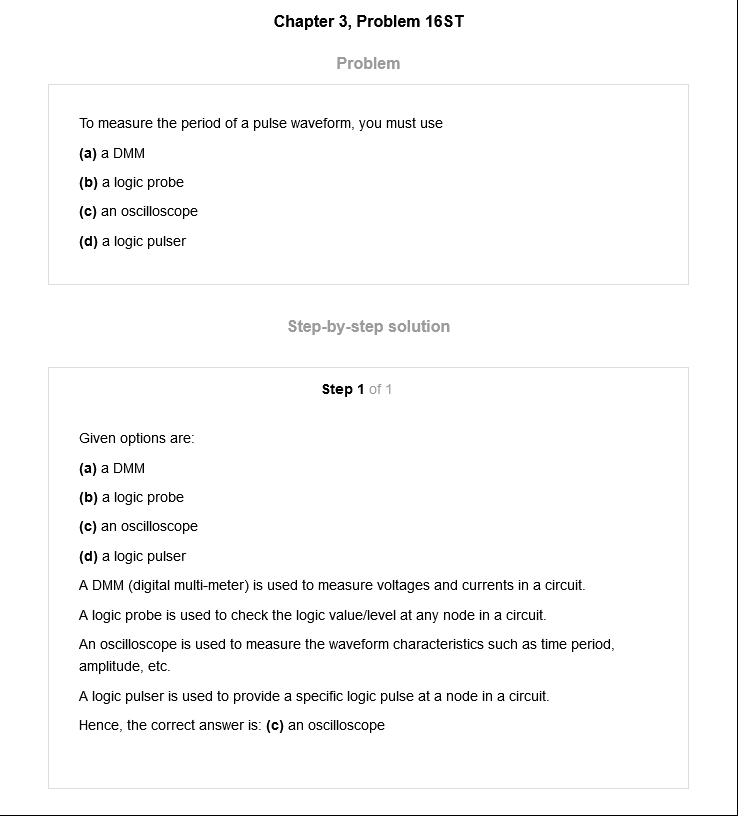 Chapter 3, Problem 16ST
Problem
To measure the period of a pulse waveform, you must use
(a) a DMM
(b) a logic probe
(c) an oscilloscope
(d) a logic pulser
Step-by-step solution
Step 1 of 1
Given options are:
(a) a DMM
(b) a logic probe
(c) an oscilloscope
(d) a logic pulser
A DMM (digital multi-meter) is used to measure voltages and currents in a circuit.
A logic probe is used to check the logic value/level at any node in a circuit.
An oscilloscope is used to measure the waveform characteristics such as time period,
amplitude, etc.
A logic pulser is used to provide a specific logic pulse at a node in a circuit.
Hence, the correct answer is: (c) an oscilloscope